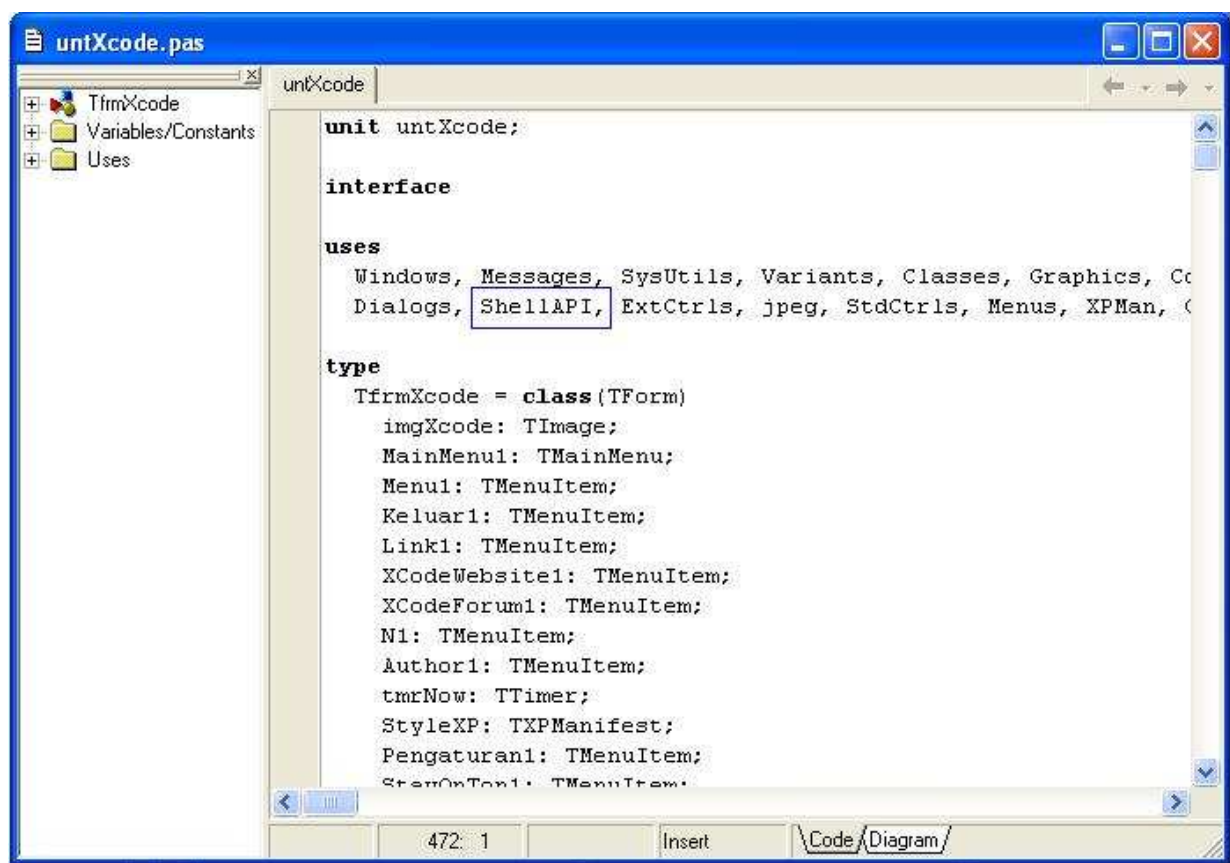 untXcode.pas
TfrmXcode
Variables/Constants
Uses
untXcode
unit untXcode;
interface
uses
Windows, Messages, SysUtils, Variants, Classes, Graphics,
Dialogs, ShellAPI, ExtCtrls, jpeg, StdCtrls, Menus, XPMan,
type
TfrmXcode = class(TForm)
imgXcode: TImage;
MainMenu1: TMainMenu;
Menu1: TMenuItem;
Keluar1: TMenuItem;
Link1: TMenuItem;
XCodeWebsite1: TMenuItem;
XCodeForum1: TMenuItem;
N1: TMenuItem;
Author1: TMenuItem;
tmrNow: TTimer;
StyleXP: TXPManifest;
Pengaturan1: TMenuItem;
StayOnTop1: TMenuItem;
472: 1
Insert
Code
Diagram